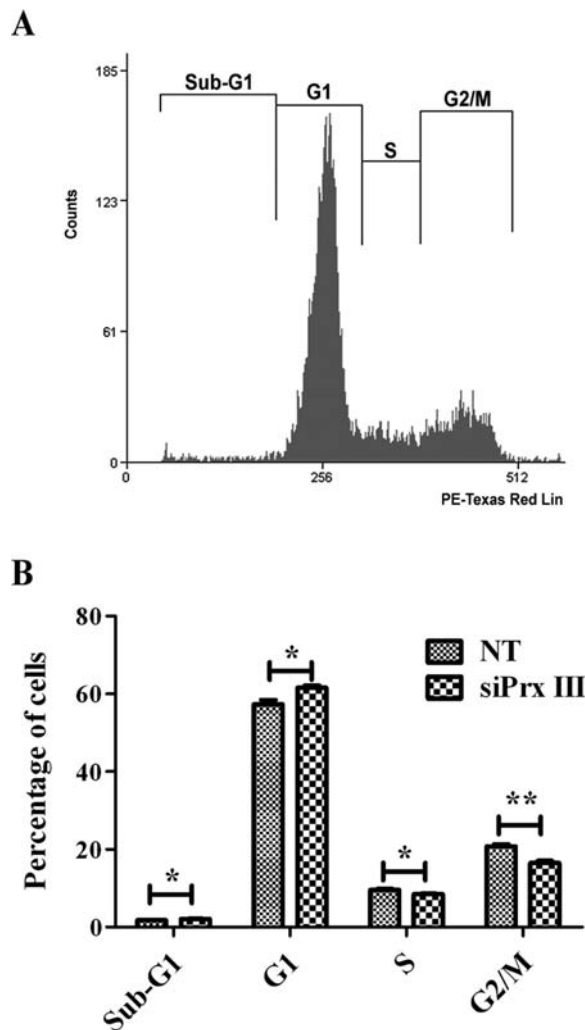 A
185
Sub-G1
G1
G2/M
S
123
Counts
61
0
0 256 512
PE-Texas Red Lin
B
80
NT
siPrx III
*
60
Percentage of cells
40
**
20
*
*
0
Sub-G1 G1 S G2/M